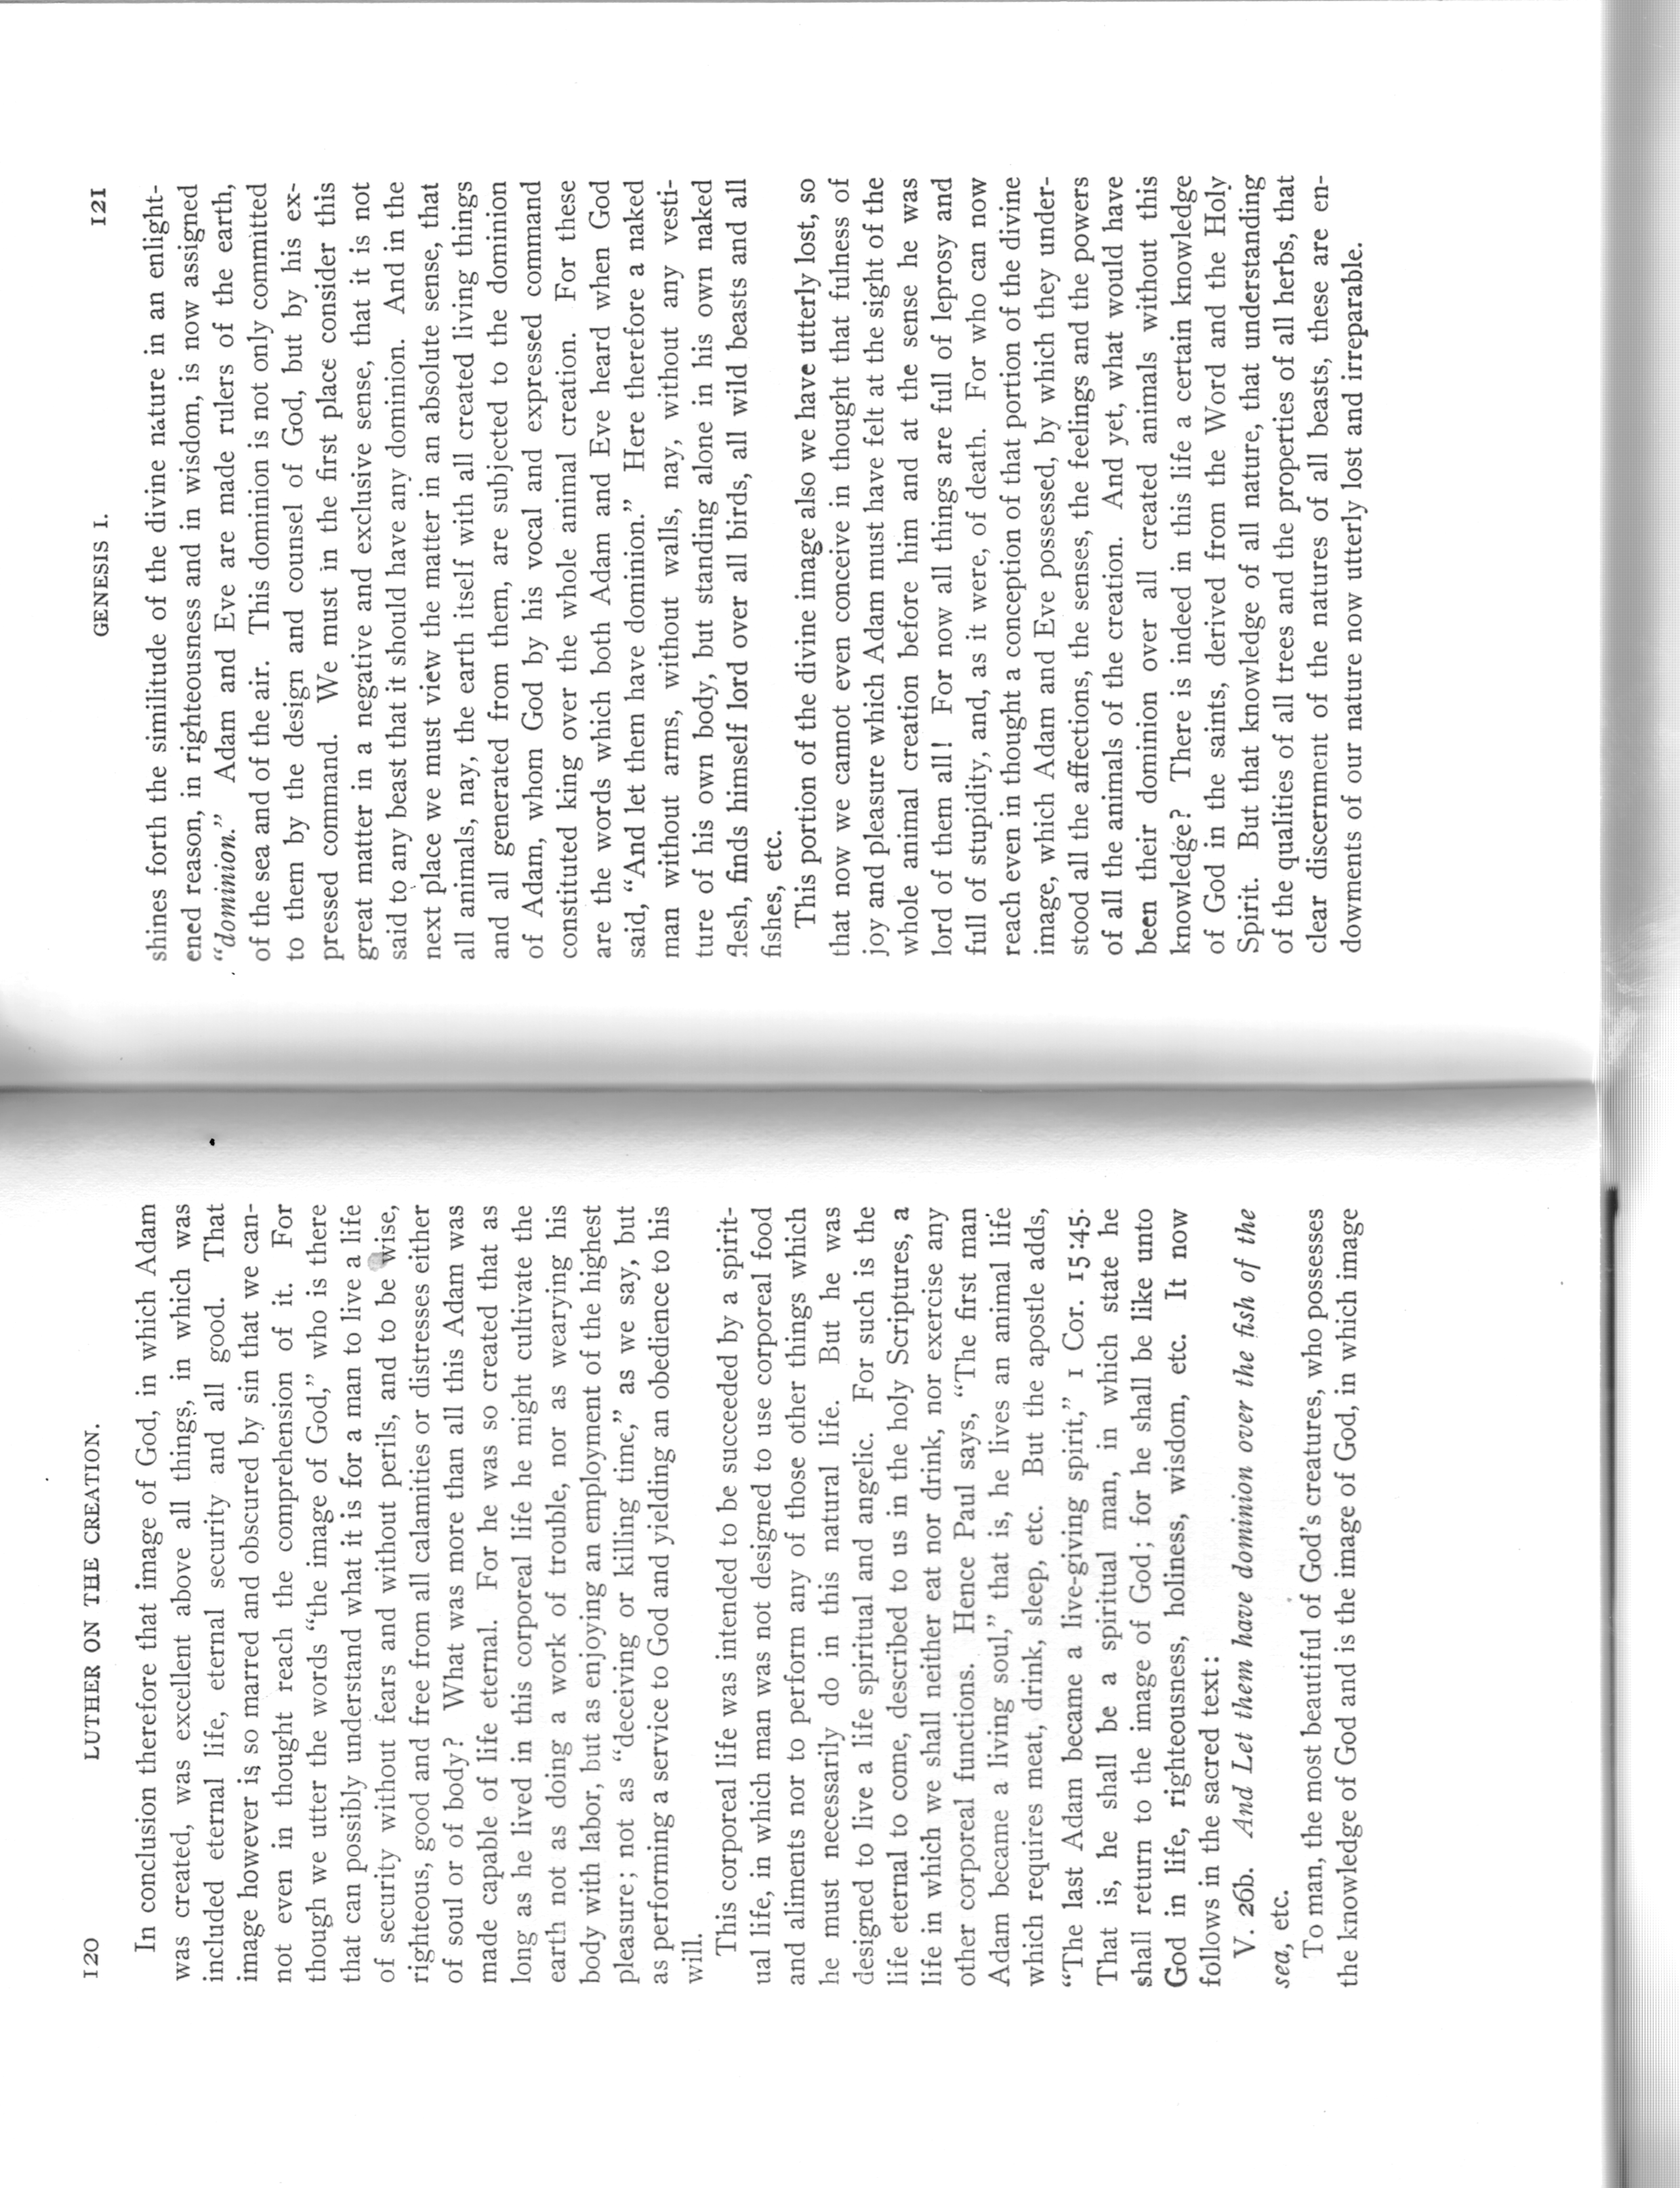 120 LUTHER ON THE CREATION.
In conclusion therefore that image of God, in which Adam
was created, was excellent above all things, in which was
included eternal life, eternal security and all good. That
image however is so marred and obscured by sin that we can-
not even in thought reach the comprehension of it. For
though we utter the words “the image of God,” who is there
that can possibly understand what it is for a man to live a life
of security without fears and without perils, and to be wise,
righteous, good and free from all calamities or distresses either
of soul or of body? What was more than all this Adam was
made capable of life eternal. For he was so created that as
long as he lived in this corporeal life he might cultivate the
earth not as doing a work of trouble, nor as wearying his
body with labor, but as enjoying an employment of the highest
pleasure; not as “deceiving or killing time,” as we say, but
as performing a service to God and yielding an obedience to his
will.
This corporeal life was intended to be succeeded by a spirit-
ual life, in which man was not designed to use corporeal food
and aliments nor to perform any of those other things which
he must necessarily do in this natural life. But he was
designed to live a life spiritual and angelic. For such is the
life eternal to come, described to us in the holy Scriptures, a
life in which we shall neither eat nor drink, nor exercise any
other corporeal functions. Hence Paul says, “The first man
Adam became a living soul,” that is, he lives an animal life
which requires meat, drink, sleep, etc. But the apostle adds,
“The last Adam became a live-giving spirit,” 1 Cor. 15:45.
That is, he shall be a spiritual man, in which state he
shall return to the image of God; for he shall be like unto
God in life, righteousness, holiness, wisdom, etc. It now
follows in the sacred text:
V. 26b. And Let them have dominion over the fish of the
sea, etc.
To man, the most beautiful of God’s creatures, who possesses
the knowledge of God and is the image of God, in which image
GENESIS I. 121
shines forth the similitude of the divine nature in an enlight-
ened reason, in righteousness and in wisdom, is now assigned
“dominion.” Adam and Eve are made rulers of the earth,
of the sea and of the air. This dominion is not only committed
to them by the design and counsel of God, but by his ex-
pressed command. We must in the first place consider this
great matter in a negative and exclusive sense, that it is not
said to any beast that it should have any dominion. And in the
next place we must view the matter in an absolute sense, that
all animals, nay, the earth itself with all created living things
and all generated from them, are subjected to the dominion
of Adam, whom God by his vocal and expressed command
constituted king over the whole animal creation. For these
are the words which both Adam and Eve heard when God
said, “And let them have dominion.” Here therefore a naked
man without arms, without walls, nay, without any vesti-
ture of his own body, but standing alone in his own naked
flesh, finds himself lord over all birds, all wild beasts and all
fishes, etc.
This portion of the divine image also we have utterly lost, so
that now we cannot even conceive in thought that fulness of
joy and pleasure which Adam must have felt at the sight of the
whole animal creation before him and at the sense he was
lord of them all! For now all things are full of leprosy and
full of stupidity, and, as it were, of death. For who can now
reach even in thought a conception of that portion of the divine
image, which Adam and Eve possessed, by which they under-
stood all the affections, the senses, the feelings and the powers
of all the animals of the creation. And yet, what would have
been their dominion over all created animals without this
knowledge? There is indeed in this life a certain knowledge
of God in the saints, derived from the Word and the Holy
Spirit. But that knowledge of all nature, that understanding
of the qualities of all trees and the properties of all herbs, that
clear discernment of the natures of all beasts, these are en-
dowments of our nature now utterly lost and irreparable.